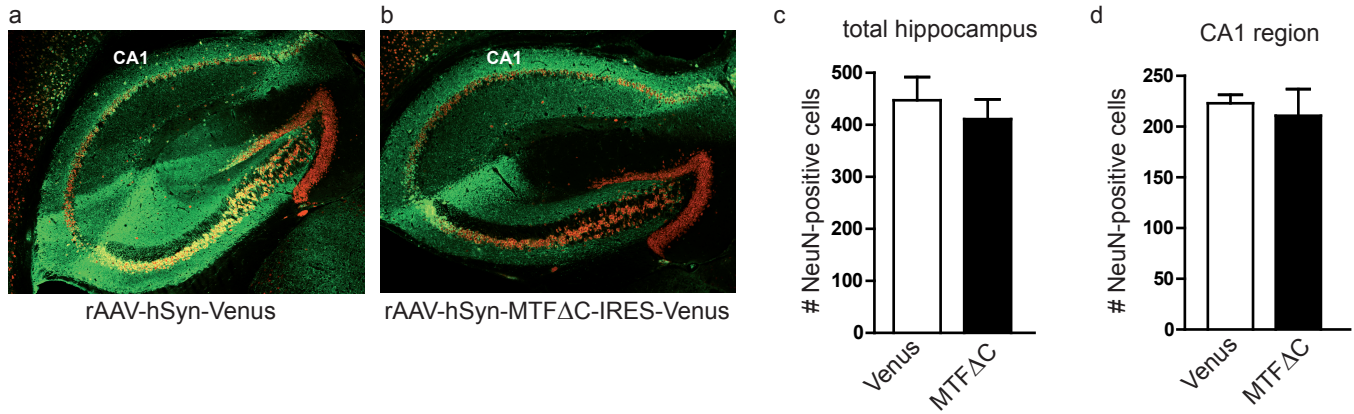 a
CA1
rAAV-hSyn-Venus
b
CA1
rAAV-hSyn-MTFΔC-IRES-Venus
c
total hippocampus
# NeuN-positive cells
500
400
300
200
100
0
Venus
MTFΔC
d
CA1 region
# NeuN-positive cells
250
200
150
100
50
0
Venus
MTFΔC